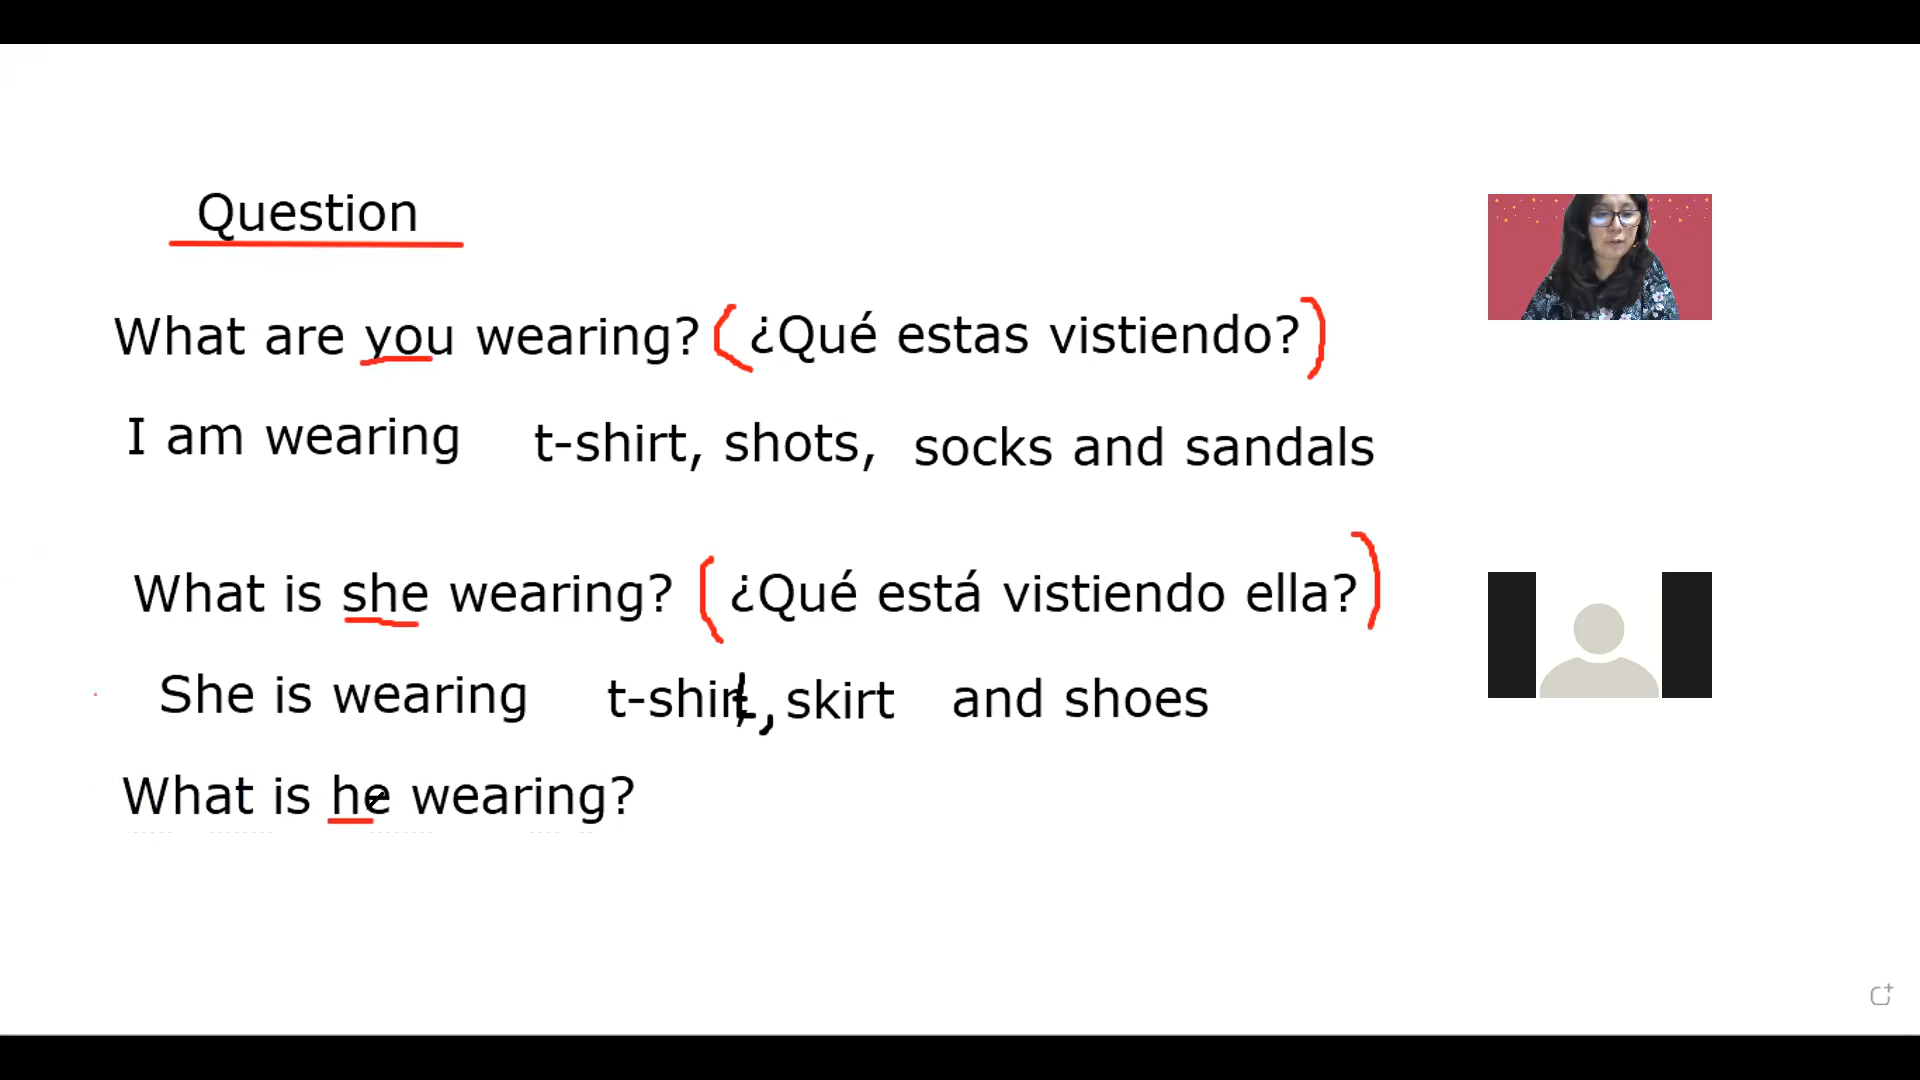 Question
What are you wearing? (¿Qué estas vistiendo?)
I am wearing t-shirt, shots, socks and sandals
What is she wearing? (¿Qué está vistiendo ella?)
She is wearing t-shirt, skirt and shoes
What is he wearing?